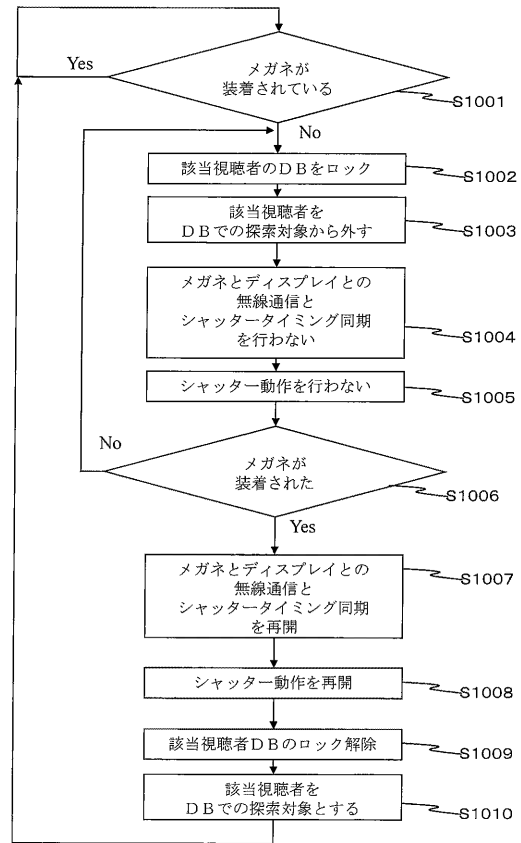 Yes
メガネが
装着されている
S1001
No
該当視聴者のDBをロック
S1002
該当視聴者を
DBでの探索対象から外す
S1003
メガネとディスプレイとの
無線通信と
シャッタータイミング同期
を行わない
S1004
シャッター動作を行わない
S1005
No
メガネが
装着された
S1006
Yes
メガネとディスプレイとの
無線通信と
シャッタータイミング同期
を再開
S1007
シャッター動作を再開
S1008
該当視聴者DBのロック解除
S1009
該当視聴者を
DBでの探索対象とする
S1010